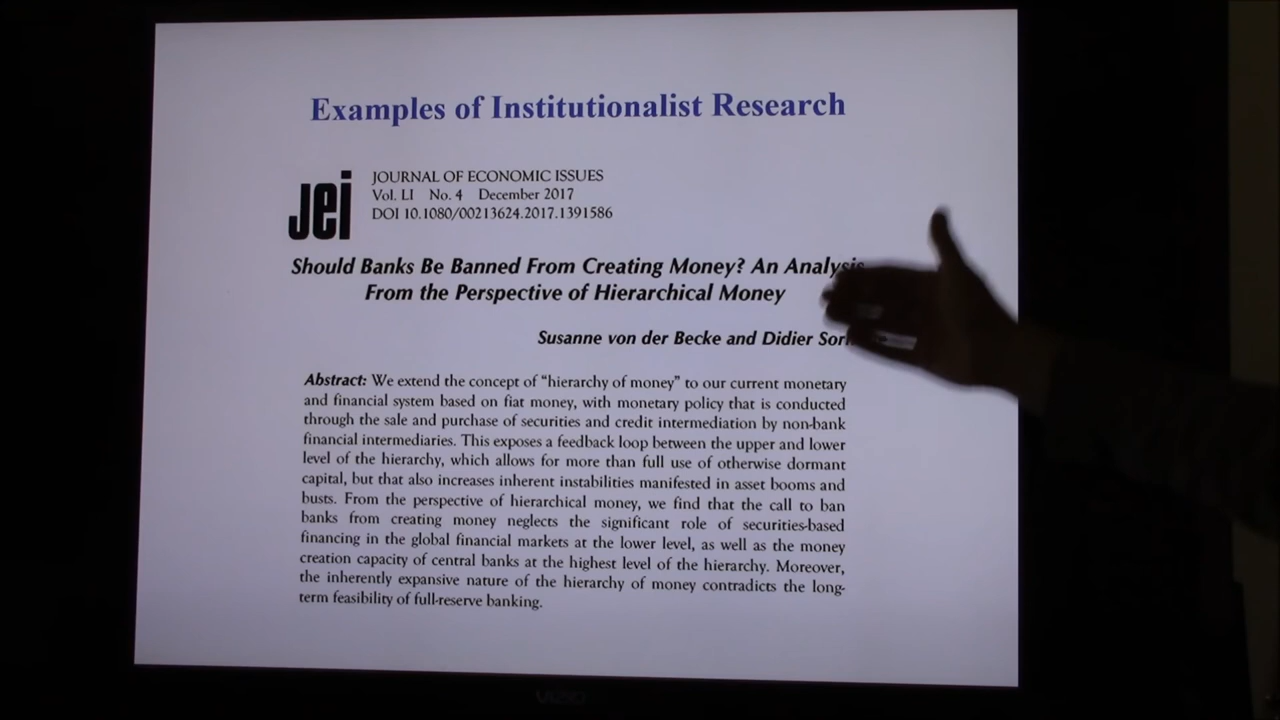 Examples of Institutionalist Research
jei
JOURNAL OF ECONOMIC ISSUES
Vol. LI No. 4 December 2017
DOI 10.1080/00213624.2017.1391586
Should Banks Be Banned From Creating Money? An Analysis
From the Perspective of Hierarchical Money
Susanne von der Becke and Didier
Abstract: We extend the concept of “hierarchy of money” to our current monetary
and financial system based on fiat money, with monetary policy that is conducted
through the sale and purchase of securities and credit intermediation by non-bank
financial intermediaries. This exposes a feedback loop between the upper and lower
level of the hierarchy, which allows for more than full use of otherwise dormant
capital, but that also increases inherent instabilities manifested in asset booms and
busts. From the perspective of hierarchical money, we find that the call to ban
banks from creating money neglects the significant role of securities-based
financing in the global financial markets at the lower level, as well as the money
creation capacity of central banks at the highest level of the hierarchy. Moreover,
the inherently expansive nature of the hierarchy of money contradicts the long-
term feasibility of full-reserve banking.
VIZIO